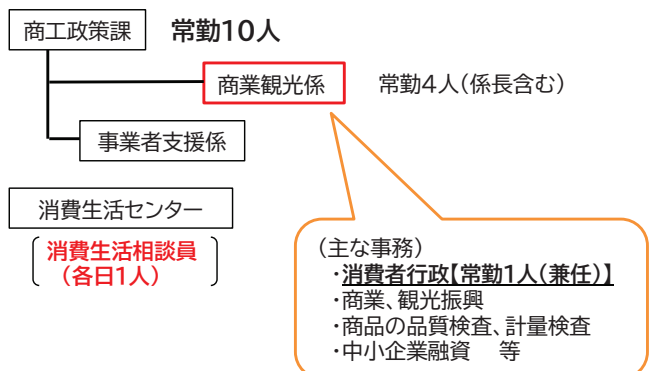 商工政策課 常勤10人
商業観光係 常勤4人(係長含む)
事業者支援係
消費生活センター
消費生活相談員
(各日1人)
(主な事務)
・消費者行政【常勤1人(兼任)】
・商業、観光振興
・商品の品質検査、計量検査
・中小企業融資 等